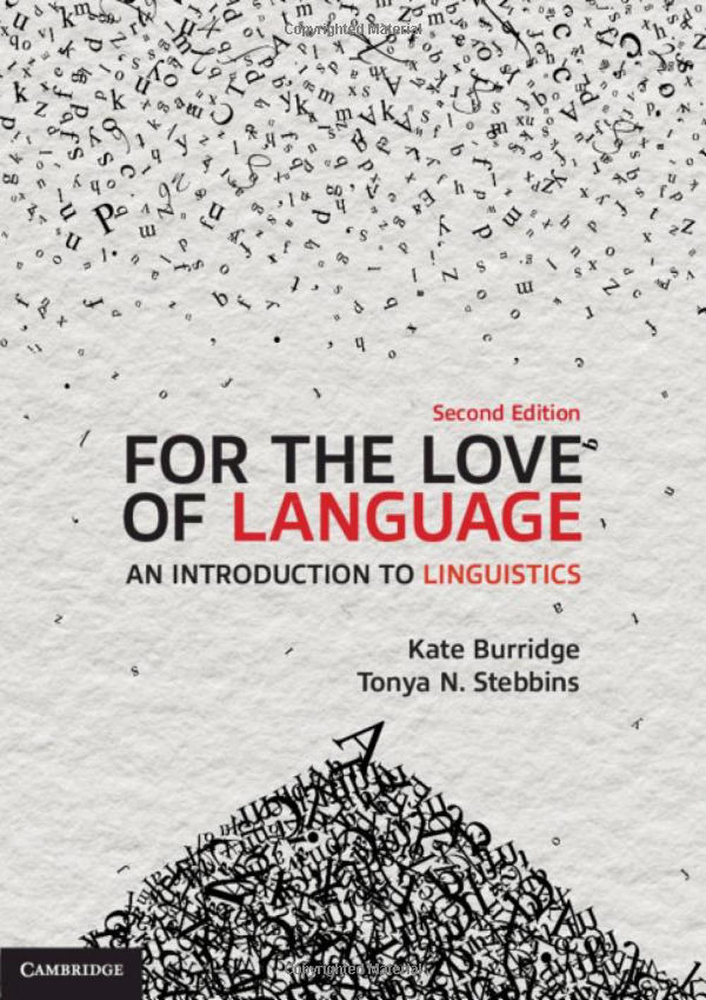 Copyrighted Material
Second Edition
FOR THE LOVE
OF LANGUAGE
AN INTRODUCTION TO LINGUISTICS
Kate Burridge
Tonya N. Stebbins
CAMBRIDGE
Copyrighted Material